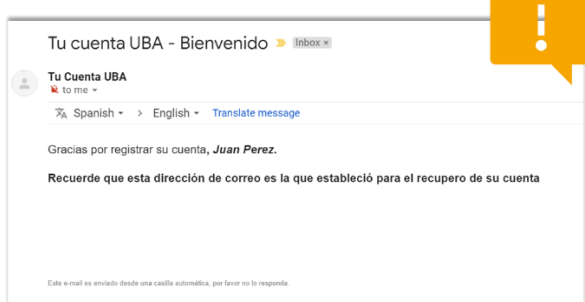 Tu cuenta UBA - Bienvenido Inbox ×
Tu Cuenta UBA
to me
Spanish > English Translate message
Gracias por registrar su cuenta, Juan Perez.
Recuerde que esta dirección de correo es la que estableció para el recupero de su cuenta
Este e-mail es enviado desde una casilla automática, por favor no lo responda.